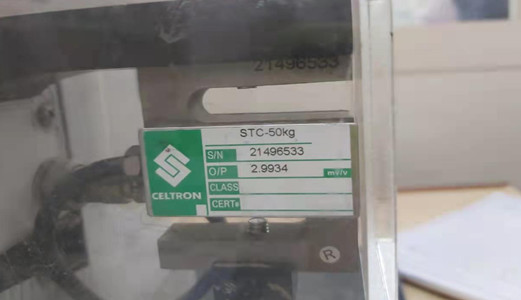 21496533
STC-50kg
S/N 21496533
O/P 2.9934 mv/v
CLASS
CERT#
CELTRON
R